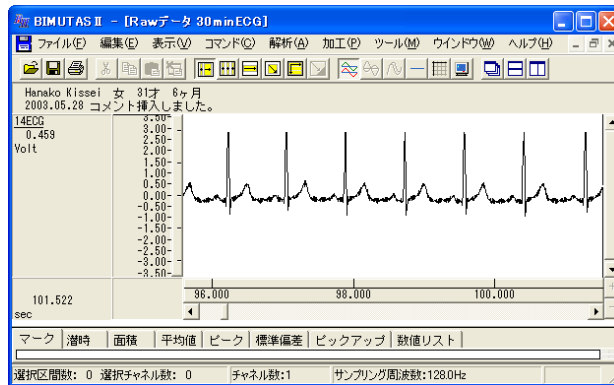 BIMUTASⅡ - [Rawデータ 30minECG]
ファイル(F) 編集(E) 表示(V) コマンド(C) 解析(A) 加工(P) ツール(M) ウインドウ(W) ヘルプ(H)
Hanako Kissei 女 31才 6ヶ月
2003.05.28 コメント挿入しました。
14ECG
0.459
Volt
3.50
3.00
2.50
2.00
1.50
1.00
0.50
0.00
-0.50
-1.00
-1.50
-2.00
-2.50
-3.00
-3.50
96.000 98.000 100.000
101.522
sec
マーク 潜時 面積 平均値 ピーク 標準偏差 ピックアップ 数値リスト
選択区間数: 0 選択チャネル数: 0 チャネル数:1 サンプリング周波数:128.0Hz